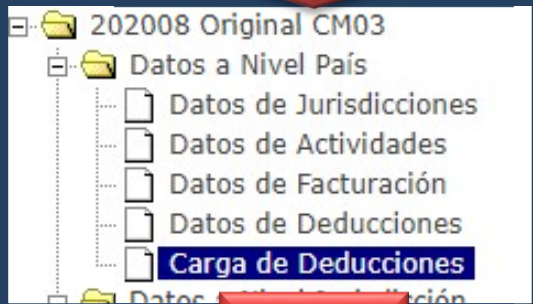 202008 Original CM03
Datos a Nivel País
Datos de Jurisdicciones
Datos de Actividades
Datos de Facturación
Datos de Deducciones
Carga de Deducciones
Datos